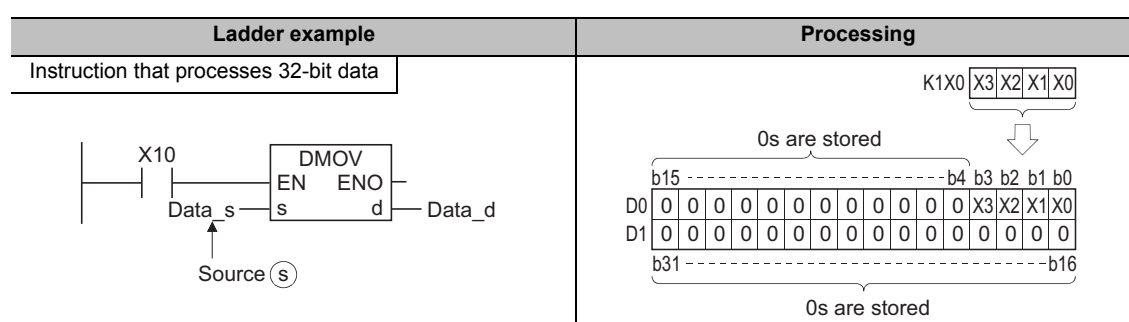 Ladder example
Processing
Instruction that processes 32-bit data
X10
DMOV
EN ENO
Data_s s d Data_d
Source s
K1X0 X3 X2 X1 X0
0s are stored
b15 b4 b3 b2 b1 b0
D0 0 0 0 0 0 0 0 0 0 0 0 0 X3 X2 X1 X0
D1 0 0 0 0 0 0 0 0 0 0 0 0 0 0 0 0
b31 b16
0s are stored